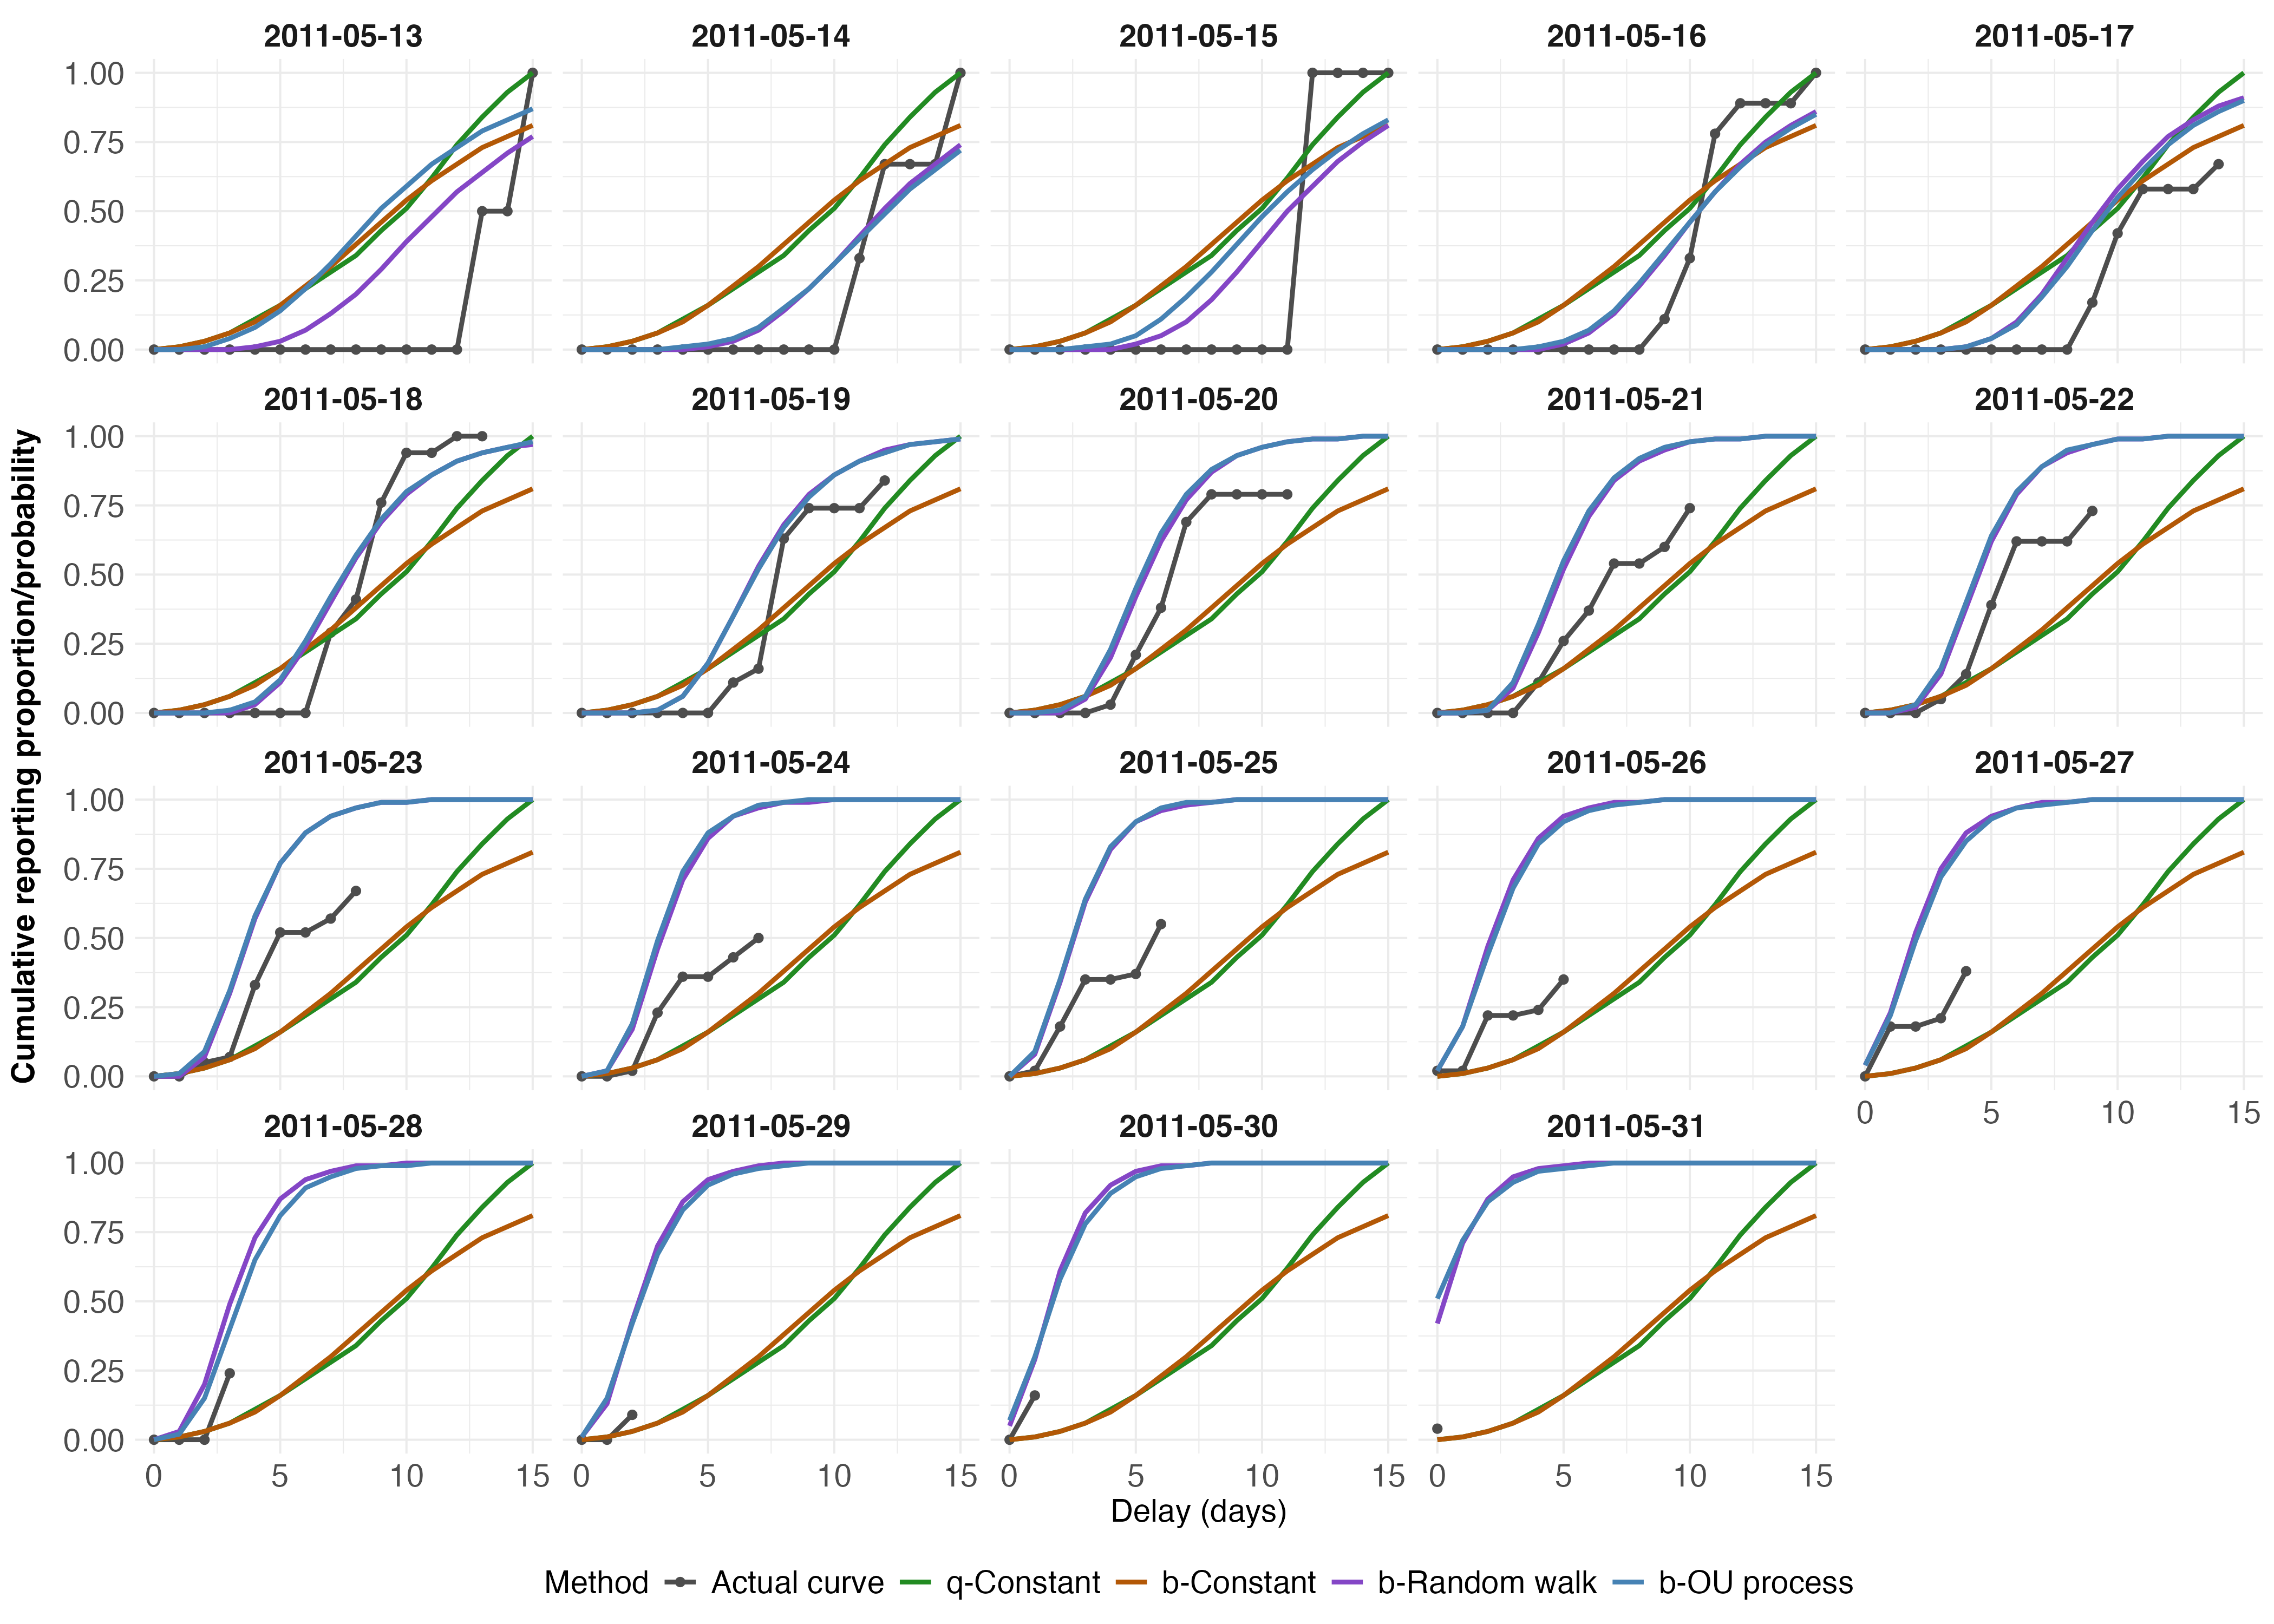 2011-05-13 2011-05-14 2011-05-15 2011-05-16 2011-05-17
1.00
0.75
0.50
0.25
0.00
2011-05-18 2011-05-19 2011-05-20 2011-05-21 2011-05-22
1.00
0.75
0.50
0.25
0.00
2011-05-23 2011-05-24 2011-05-25 2011-05-26 2011-05-27
1.00
0.75
0.50
0.25
0.00
0 5 10 15
2011-05-28 2011-05-29 2011-05-30 2011-05-31
1.00
0.75
0.50
0.25
0.00
0 5 10 15 0 5 10 15 0 5 10 15 0 5 10 15
Cumulative reporting proportion/probability
Delay (days)
Method Actual curve q-Constant b-Constant b-Random walk b-OU process